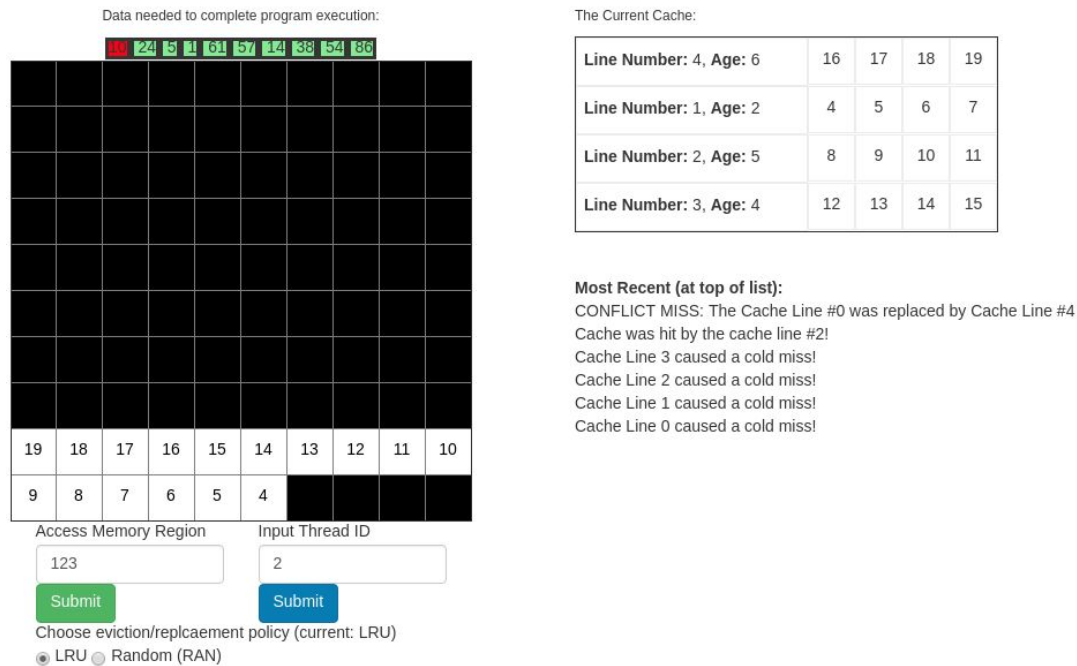 Data needed to complete program execution:
10 24 5 1 61 57 14 38 54 86
19 18 17 16 15 14 13 12 11 10
9 8 7 6 5 4
Access Memory Region
123
Submit
Input Thread ID
2
Submit
Choose eviction/replcaement policy (current: LRU)
LRU Random (RAN)
The Current Cache:
Line Number: 4, Age: 6 16 17 18 19
Line Number: 1, Age: 2 4 5 6 7
Line Number: 2, Age: 5 8 9 10 11
Line Number: 3, Age: 4 12 13 14 15
Most Recent (at top of list):
CONFLICT MISS: The Cache Line #0 was replaced by Cache Line #4
Cache was hit by the cache line #2!
Cache Line 3 caused a cold miss!
Cache Line 2 caused a cold miss!
Cache Line 1 caused a cold miss!
Cache Line 0 caused a cold miss!